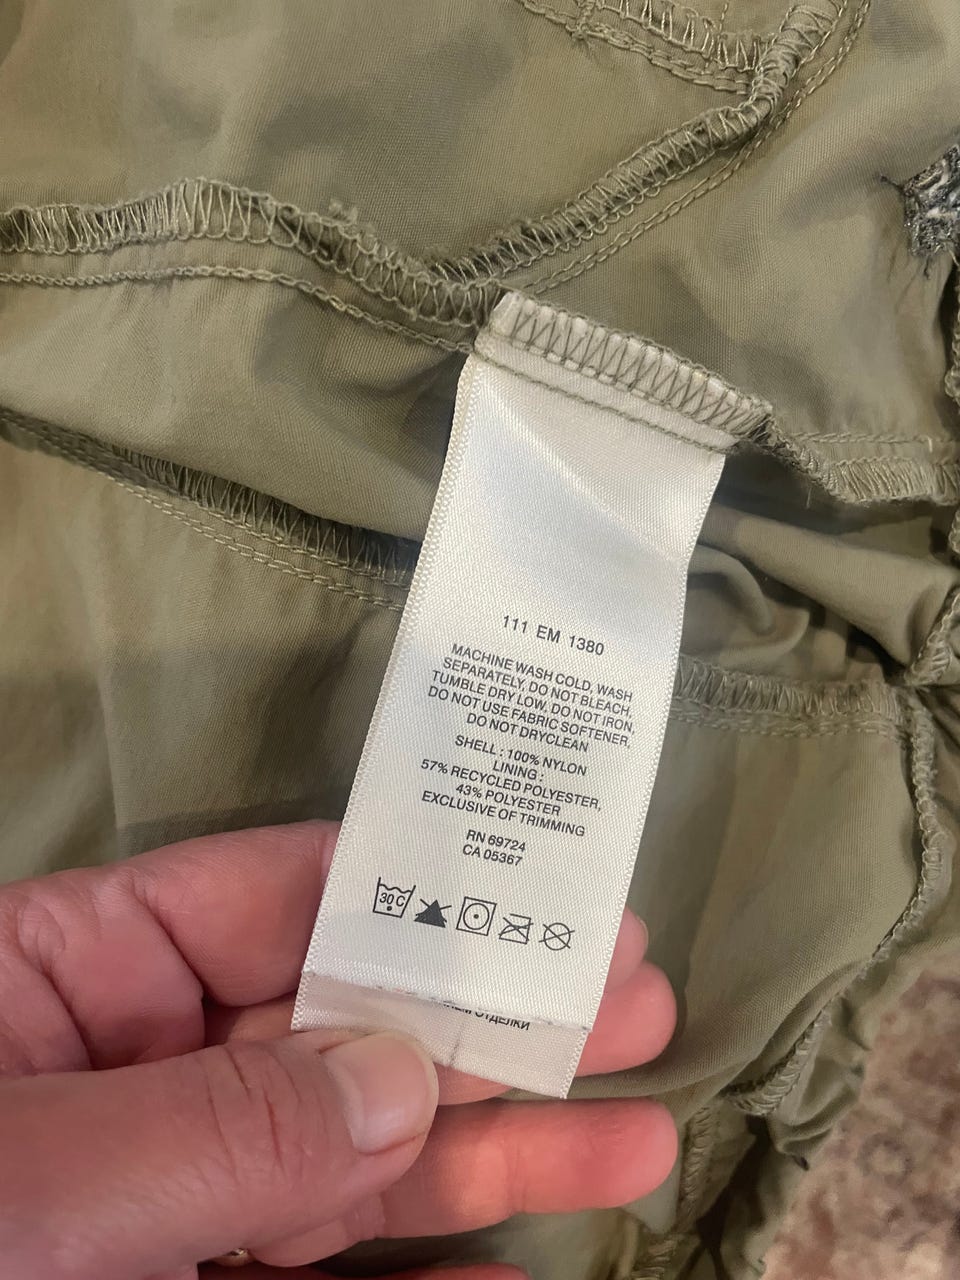 111 EM 1380
MACHINE WASH COLD, WASH
SEPARATELY, DO NOT BLEACH,
TUMBLE DRY LOW, DO NOT IRON,
DO NOT USE FABRIC SOFTENER,
DO NOT DRYCLEAN
SHELL : 100% NYLON
LINING :
57% RECYCLED POLYESTER,
43% POLYESTER
EXCLUSIVE OF TRIMMING
RN 69724
CA 05367
30 C
ОТДЕЛКИ